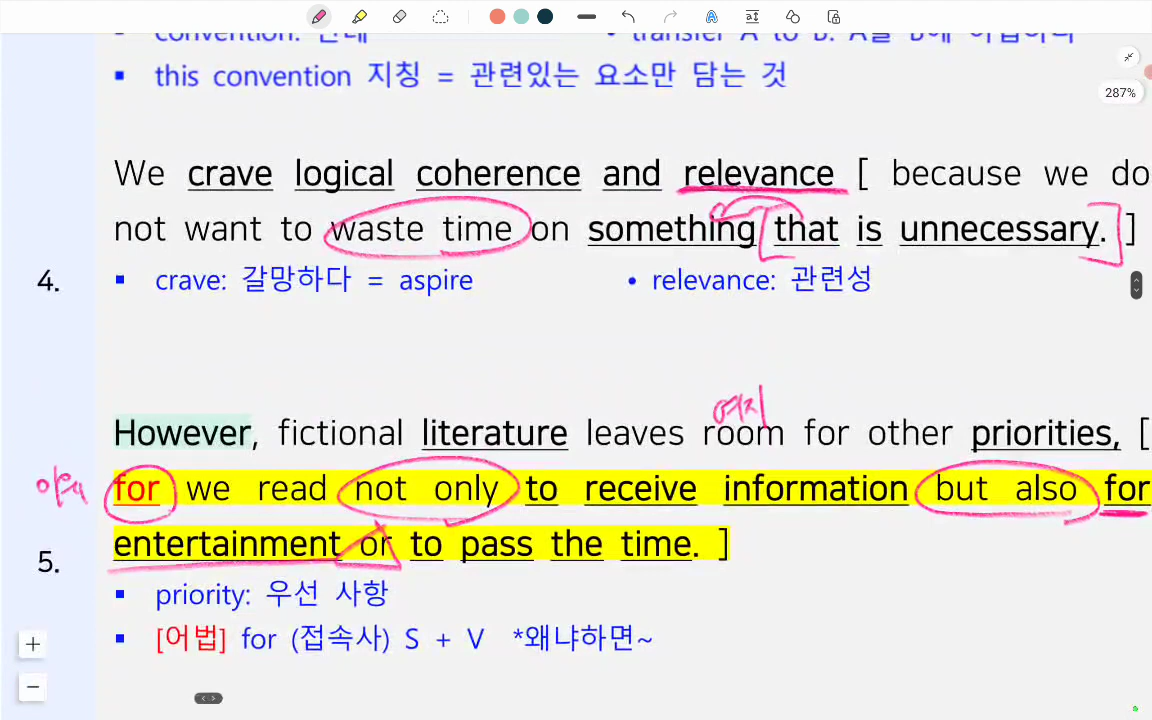 convention: 관례 • transfer A to B: A를 B에 이입하다
▪ this convention 지칭 = 관련있는 요소만 담는 것
287%
We crave logical coherence and relevance [ because we do
not want to waste time on something that is unnecessary. ]
4. ▪ crave: 갈망하다 = aspire • relevance: 관련성
여지
However, fictional literature leaves room for other priorities, [
for we read not only to receive information but also for
entertainment or to pass the time. ]
5.
▪ priority: 우선 사항
▪ [어법] for (접속사) S + V *왜냐하면~